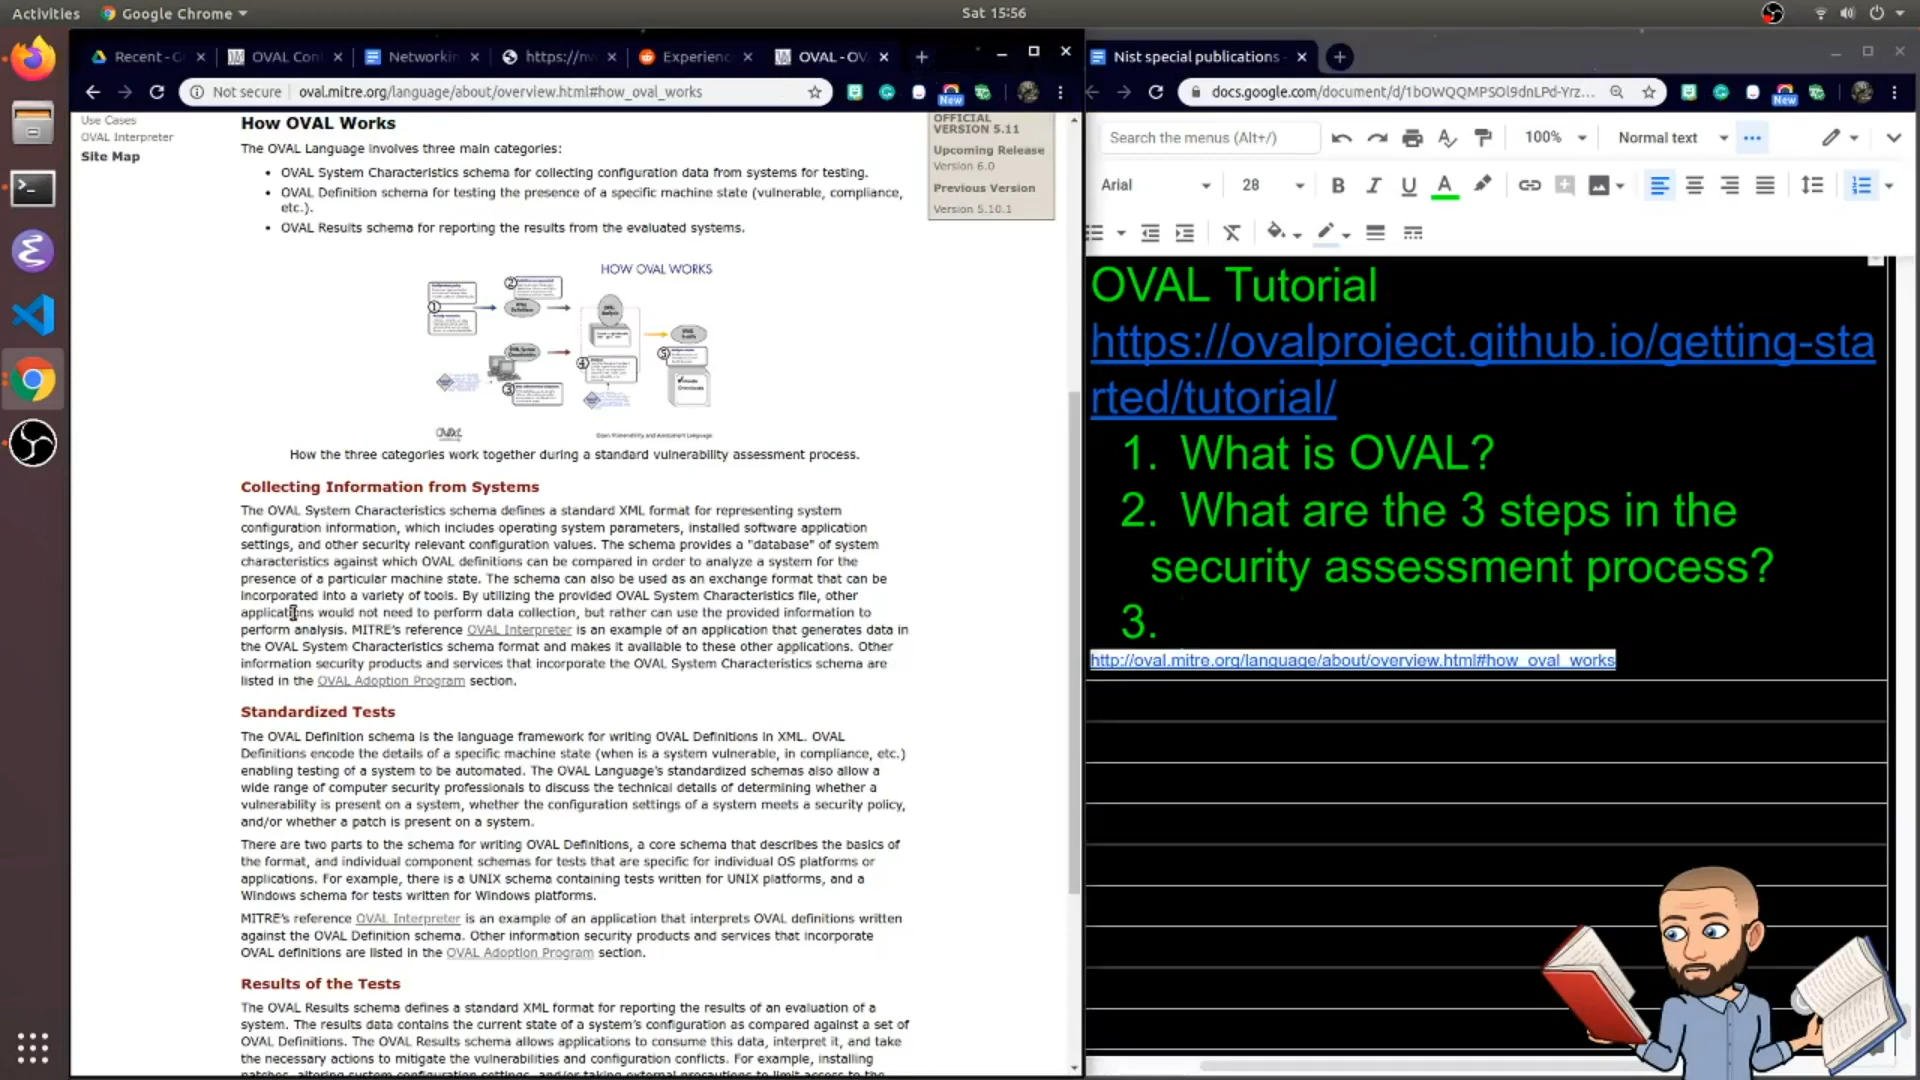 Activities
Google Chrome
Sat 15:56
Recent - G
OVAL Con
Networkin
https://nv
Experienc
OVAL - OV
Nist special publications -
Not secure
oval.mitre.org/language/about/overview.html#how_oval_works
New
docs.google.com/document/d/1bOWQQMPSOl9dnLPd-Yrz...
New
Use Cases
OVAL Interpreter
Site Map
How OVAL Works
The OVAL Language involves three main categories:
• OVAL System Characteristics schema for collecting configuration data from systems for testing.
• OVAL Definition schema for testing the presence of a specific machine state (vulnerable, compliance,
etc.).
• OVAL Results schema for reporting the results from the evaluated systems.
OFFICIAL
VERSION 5.11
Upcoming Release
Version 6.0
Previous Version
Version 5.10.1
HOW OVAL WORKS
1
2
3
4
5
OVAL
How the three categories work together during a standard vulnerability assessment process.
Collecting Information from Systems
The OVAL System Characteristics schema defines a standard XML format for representing system
configuration information, which includes operating system parameters, installed software application
settings, and other security relevant configuration values. The schema provides a "database" of system
characteristics against which OVAL definitions can be compared in order to analyze a system for the
presence of a particular machine state. The schema can also be used as an exchange format that can be
incorporated into a variety of tools. By utilizing the provided OVAL System Characteristics file, other
applications would not need to perform data collection, but rather can use the provided information to
perform analysis. MITRE's reference OVAL Interpreter is an example of an application that generates data in
the OVAL System Characteristics schema format and makes it available to these other applications. Other
information security products and services that incorporate the OVAL System Characteristics schema are
listed in the OVAL Adoption Program section.
Standardized Tests
The OVAL Definition schema is the language framework for writing OVAL Definitions in XML. OVAL
Definitions encode the details of a specific machine state (when is a system vulnerable, in compliance, etc.)
enabling testing of a system to be automated. The OVAL Language's standardized schemas also allow a
wide range of computer security professionals to discuss the technical details of determining whether a
vulnerability is present on a system, whether the configuration settings of a system meets a security policy,
and/or whether a patch is present on a system.
There are two parts to the schema for writing OVAL Definitions, a core schema that describes the basics of
the format, and individual component schemas for tests that are specific for individual OS platforms or
applications. For example, there is a UNIX schema containing tests written for UNIX platforms, and a
Windows schema for tests written for Windows platforms.
MITRE's reference OVAL Interpreter is an example of an application that interprets OVAL definitions written
against the OVAL Definition schema. Other information security products and services that incorporate
OVAL definitions are listed in the OVAL Adoption Program section.
Results of the Tests
The OVAL Results schema defines a standard XML format for reporting the results of an evaluation of a
system. The results data contains the current state of a system's configuration as compared against a set of
OVAL Definitions. The OVAL Results schema allows applications to consume this data, interpret it, and take
the necessary actions to mitigate the vulnerabilities and configuration conflicts. For example, installing
patches, altering system configuration settings, and/or taking external precautions to limit access to the
Search the menus (Alt+/)
100%
Normal text
Arial
28
B I U A
OVAL Tutorial
https://ovalproject.github.io/getting-sta
rted/tutorial/
1. What is OVAL?
2. What are the 3 steps in the
security assessment process?
3.
http://oval.mitre.org/language/about/overview.html#how_oval_works